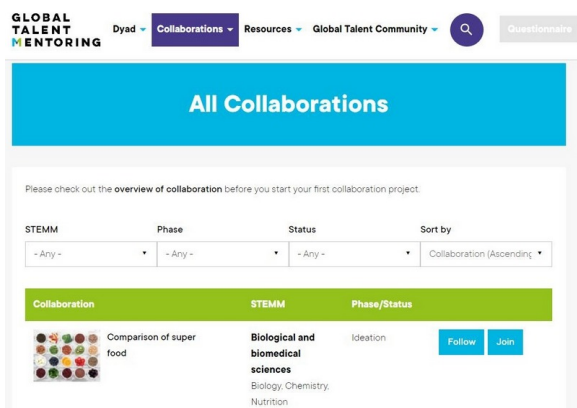 GLOBAL
TALENT
MENTORING
Dyad Collaborations Resources Global Talent Community Questionnaire
All Collaborations
Please check out the overview of collaboration before you start your first collaboration project.
STEMM Phase Status Sort by
- Any - - Any - - Any - Collaboration (Ascending
Collaboration STEMM Phase/Status
Comparison of super Biological and Ideation Follow Join
food biomedical
sciences
Biology, Chemistry,
Nutrition